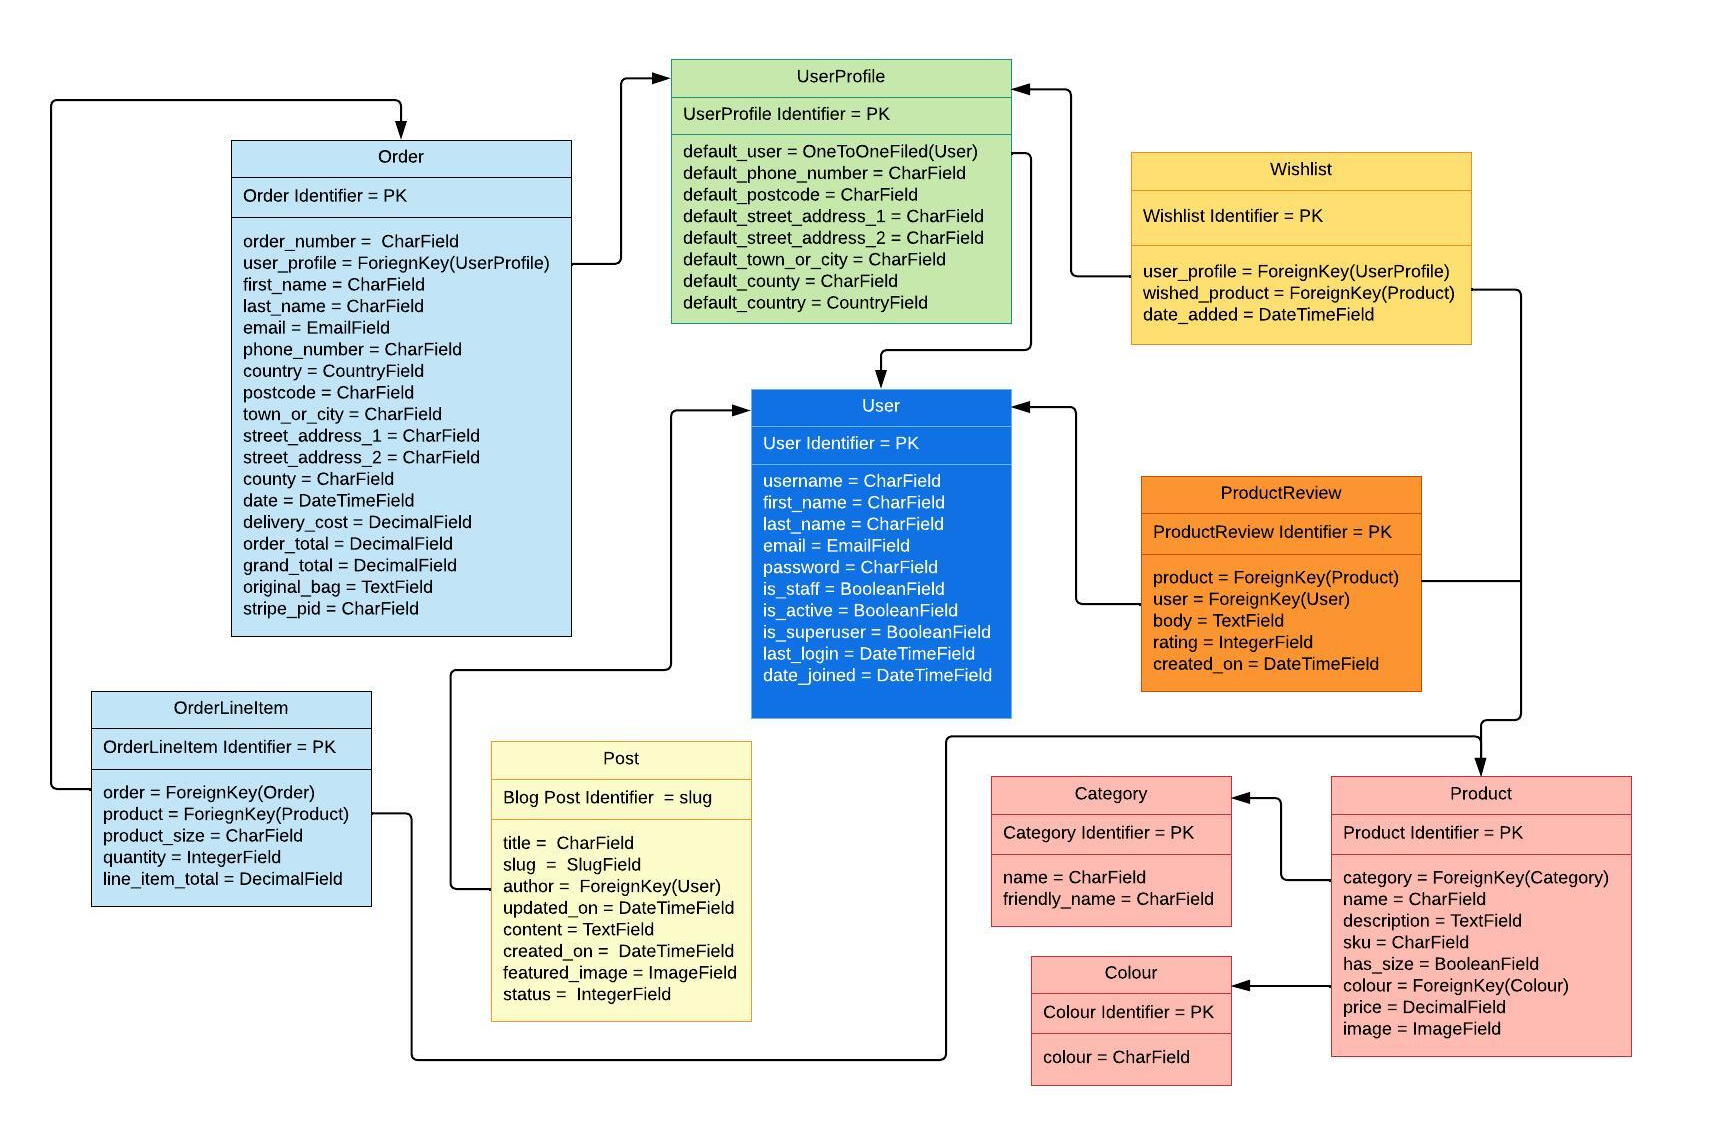 UserProfile
UserProfile Identifier = PK
default_user = OneToOneFiled(User)
default_phone_number = CharField
default_postcode = CharField
default_street_address_1 = CharField
default_street_address_2 = CharField
default_town_or_city = CharField
default_county = CharField
default_country = CountryField
Order
Order Identifier = PK
order_number =  CharField
user_profile = ForiegnKey(UserProfile)
first_name = CharField
last_name = CharField
email = EmailField
phone_number = CharField
country = CountryField
postcode = CharField
town_or_city = CharField
street_address_1 = CharField
street_address_2 = CharField
county = CharField
date = DateTimeField
delivery_cost = DecimalField
order_total = DecimalField
grand_total = DecimalField
original_bag = TextField
stripe_pid = CharField
Wishlist
Wishlist Identifier = PK
user_profile = ForeignKey(UserProfile)
wished_product = ForeignKey(Product)
date_added = DateTimeField
User
User Identifier = PK
username = CharField
first_name = CharField
last_name = CharField
email = EmailField
password = CharField
is_staff = BooleanField
is_active = BooleanField
is_superuser = BooleanField
last_login = DateTimeField
date_joined = DateTimeField
ProductReview
ProductReview Identifier = PK
product = ForeignKey(Product)
user = ForeignKey(User)
body = TextField
rating = IntegerField
created_on = DateTimeField
OrderLineItem
OrderLineItem Identifier = PK
order = ForeignKey(Order)
product = ForiegnKey(Product)
product_size = CharField
quantity = IntegerField
line_item_total = DecimalField
Post
Blog Post Identifier  = slug
title =  CharField
slug  =  SlugField
author =  ForeignKey(User)
updated_on = DateTimeField
content = TextField
created_on =  DateTimeField
featured_image = ImageField
status =  IntegerField
Category
Category Identifier = PK
name = CharField
friendly_name = CharField
Product
Product Identifier = PK
category = ForeignKey(Category)
name = CharField
description = TextField
sku = CharField
has_size = BooleanField
colour = ForeignKey(Colour)
price = DecimalField
image = ImageField
Colour
Colour Identifier = PK
colour = CharField